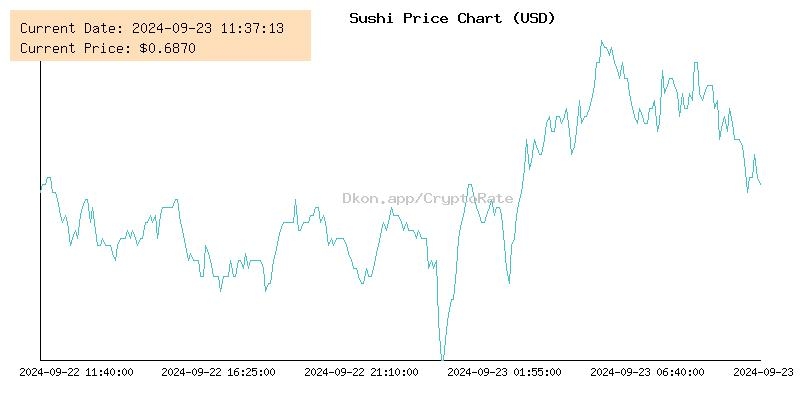 Sushi Price Chart (USD)
Current Date: 2024-09-23 11:37:13
Current Price: $0.6870
Dkon.app/CryptoRate
2024-09-22 11:40:00 2024-09-22 16:25:00 2024-09-22 21:10:00 2024-09-23 01:55:00 2024-09-23 06:40:00 2024-09-23